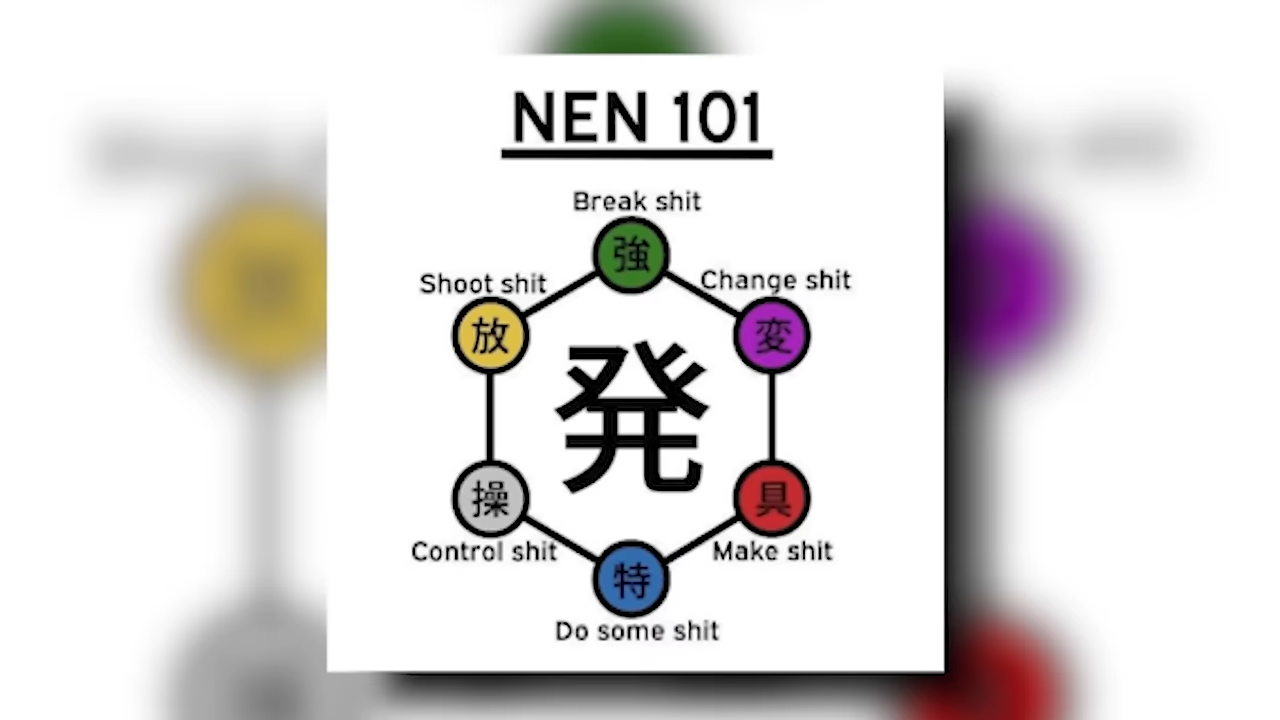 NEN 101
Break shit
強
Shoot shit
Change shit
放
変
発
操
具
Control shit
Make shit
特
Do some shit